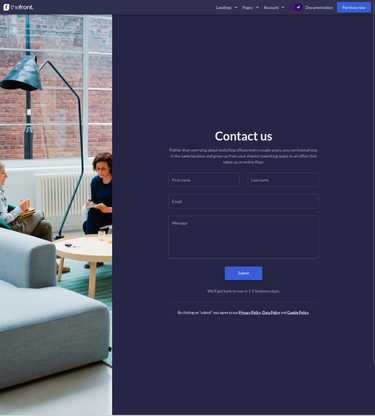 thefront.
Landings Pages Account Documentation Purchase now
Contact us
Rather than worrying about switching offices every couple years, you can instead stay
in the same location and grow-up from your shared coworking space to an office that
takes up an entire floor.
First name Last name
Email
Message
Submit
We'll get back to you in 1-2 business days.
By clicking on "submit" you agree to our Privacy Policy, Data Policy and Cookie Policy.